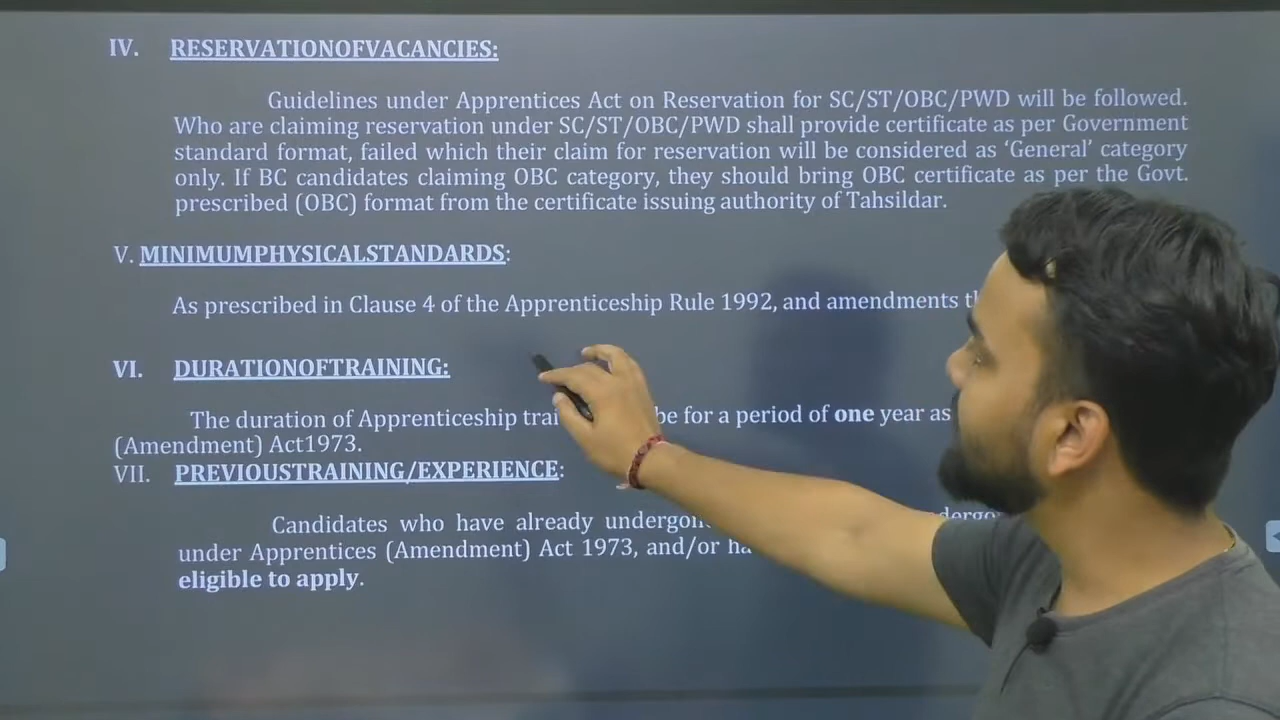 IV. RESERVATIONOFVACANCIES:
Guidelines under Apprentices Act on Reservation for SC/ST/OBC/PWD will be followed.
Who are claiming reservation under SC/ST/OBC/PWD shall provide certificate as per Government
standard format, failed which their claim for reservation will be considered as ‘General’ category
only. If BC candidates claiming OBC category, they should bring OBC certificate as per the Govt.
prescribed (OBC) format from the certificate issuing authority of Tahsildar.
V. MINIMUMPHYSICALSTANDARDS:
As prescribed in Clause 4 of the Apprenticeship Rule 1992, and amendments
VI. DURATIONOFTRAINING:
The duration of Apprenticeship be for a period of one year as
(Amendment) Act1973.
VII. PREVIOUSTRAINING/EXPERIENCE:
Candidates who have already
under Apprentices (Amendment) Act 1973, and/or
eligible to apply.